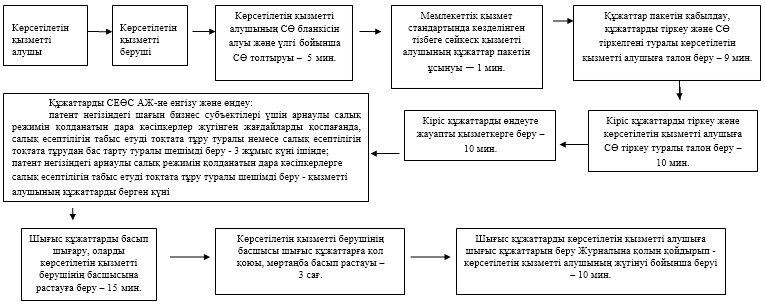 Көрсетілетін
қызметті
алушы
Көрсетілетін
қызметті
беруші
Көрсетілетін қызметті
алушының СӨ бланкісін
алуы және үлгі бойынша
СӨ толтыруы – 5 мин.
Мемлекеттік қызмет
стандартында көзделінген
тізбеге сәйкеск қызметті
алушының құжаттар пакетін
ұсынуы — 1 мин.
Құжаттар пакетін қабылдау,
құжаттарды тіркеу және СӨ
тіркелгені туралы көрсетілетін
қызметті алушыға талон беру – 9 мин.
Кіріс құжаттарды тіркеу және
көрсетілетін қызметті алушыға
СӨ тіркеу туралы талон беру –
10 мин.
Кіріс құжаттарды өңдеуге
жауапты қызметкерге беру –
10 мин.
Құжаттарды СЕӨС АЖ-не енгізу және өңдеу:
патент негізіндегі шағын бизнес субъектілері үшін арнаулы салық
режимін қолданатын дара кәсіпкерлер жүгінген жағдайларды қоспағанда,
салық есептілігін табыс етуді тоқтата тұру туралы немесе салық есептілігін
тоқтата тұрудан бас тарту туралы шешімді беру - 3 жұмыс күні ішінде;
патент негізіндегі арнаулы салық режимін қолданатын дара кәсіпкерлерге
салық есептілігін табыс етуді тоқтата тұру туралы шешімді беру - қызметті
алушының құжаттарды берген күні
Шығыс құжаттарды басып
шығару, оларды
көрсетілетін қызметті
берушінің басшысына
растауға беру – 15 мин.
Көрсетілетін қызметті берушінің
басшысы шығыс құжаттарға қол
қоюы, мөртаңба басып растауы –
3 сағ.
Шығыс құжаттарды көрсетілетін қызметті алушыға
шығыс құжаттарын беру Журналына қолын қойдырып -
көрсетілетін қызметті алушының жүгінуі бойынша беруі
– 10 мин.